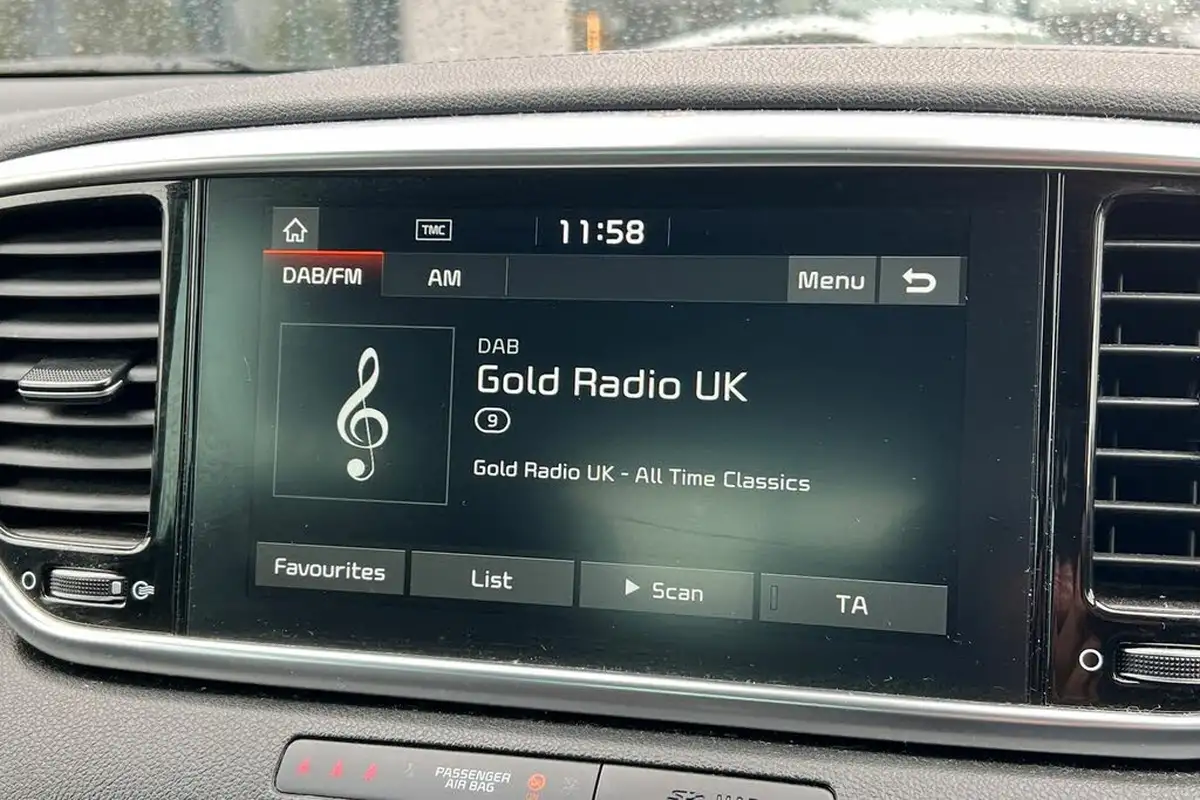 TMC
11:58
DAB/FM
AM
Menu
DAB
Gold Radio UK
9
Gold Radio UK - All Time Classics
Favourites
List
Scan
TA
PASSENGER
AIR BAG